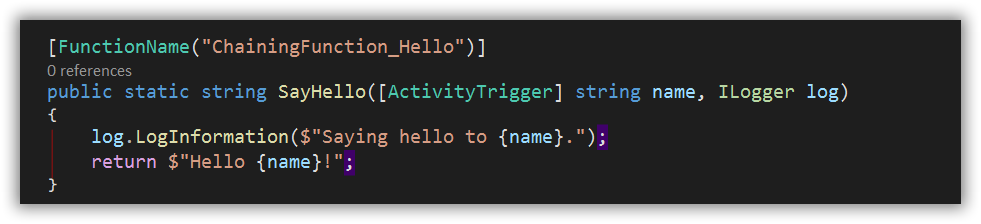 [FunctionName("ChainingFunction_Hello")]
0 references
public static string SayHello([ActivityTrigger] string name, ILogger log)
{
    log.LogInformation($"Saying hello to {name}.");
    return $"Hello {name}!";
}